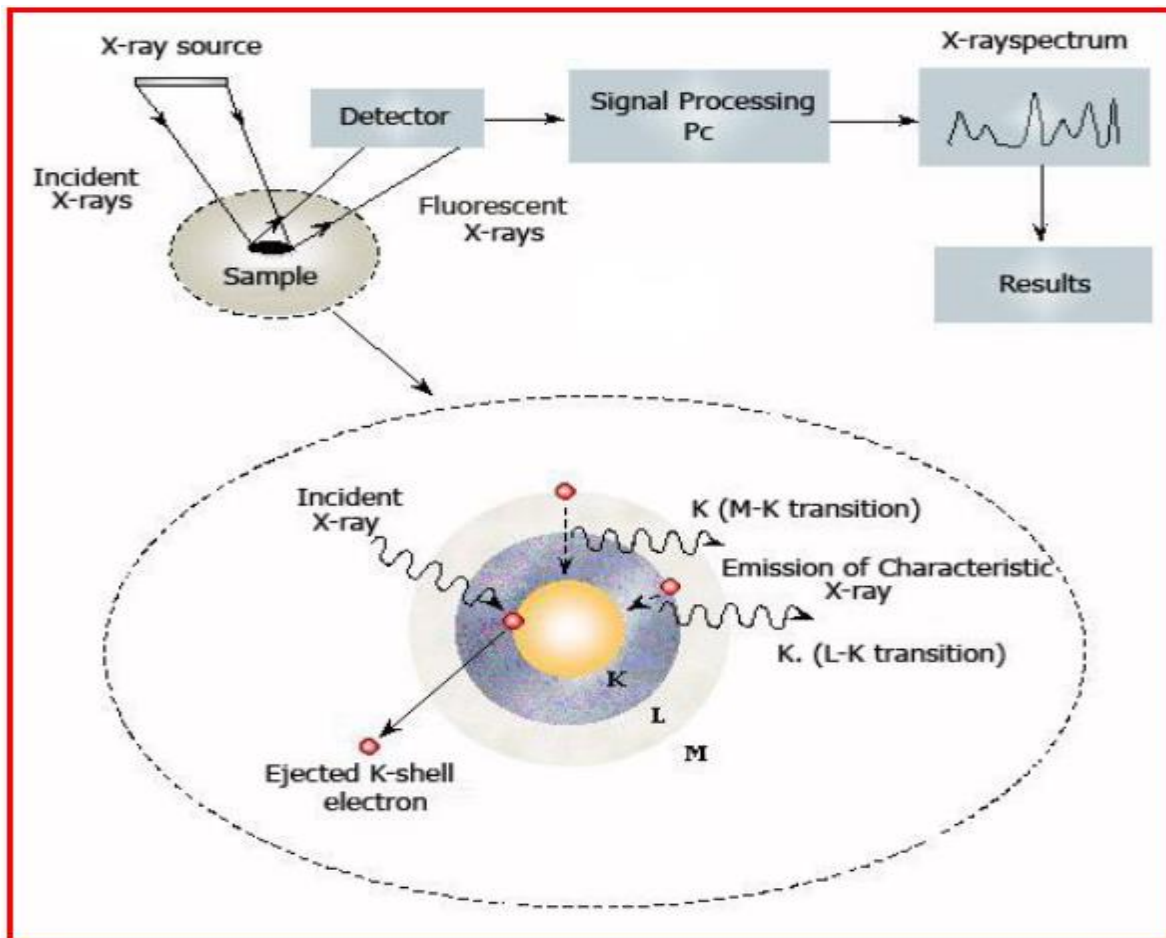 X-ray source
X-rayspectrum
Detector
Signal Processing
Pc
Incident
X-rays
Fluorescent
X-rays
Sample
Results
Incident
X-ray
K (M-K transition)
Emission of Characteristic
X-ray
K. (L-K transition)
K
L
M
Ejected K-shell
electron